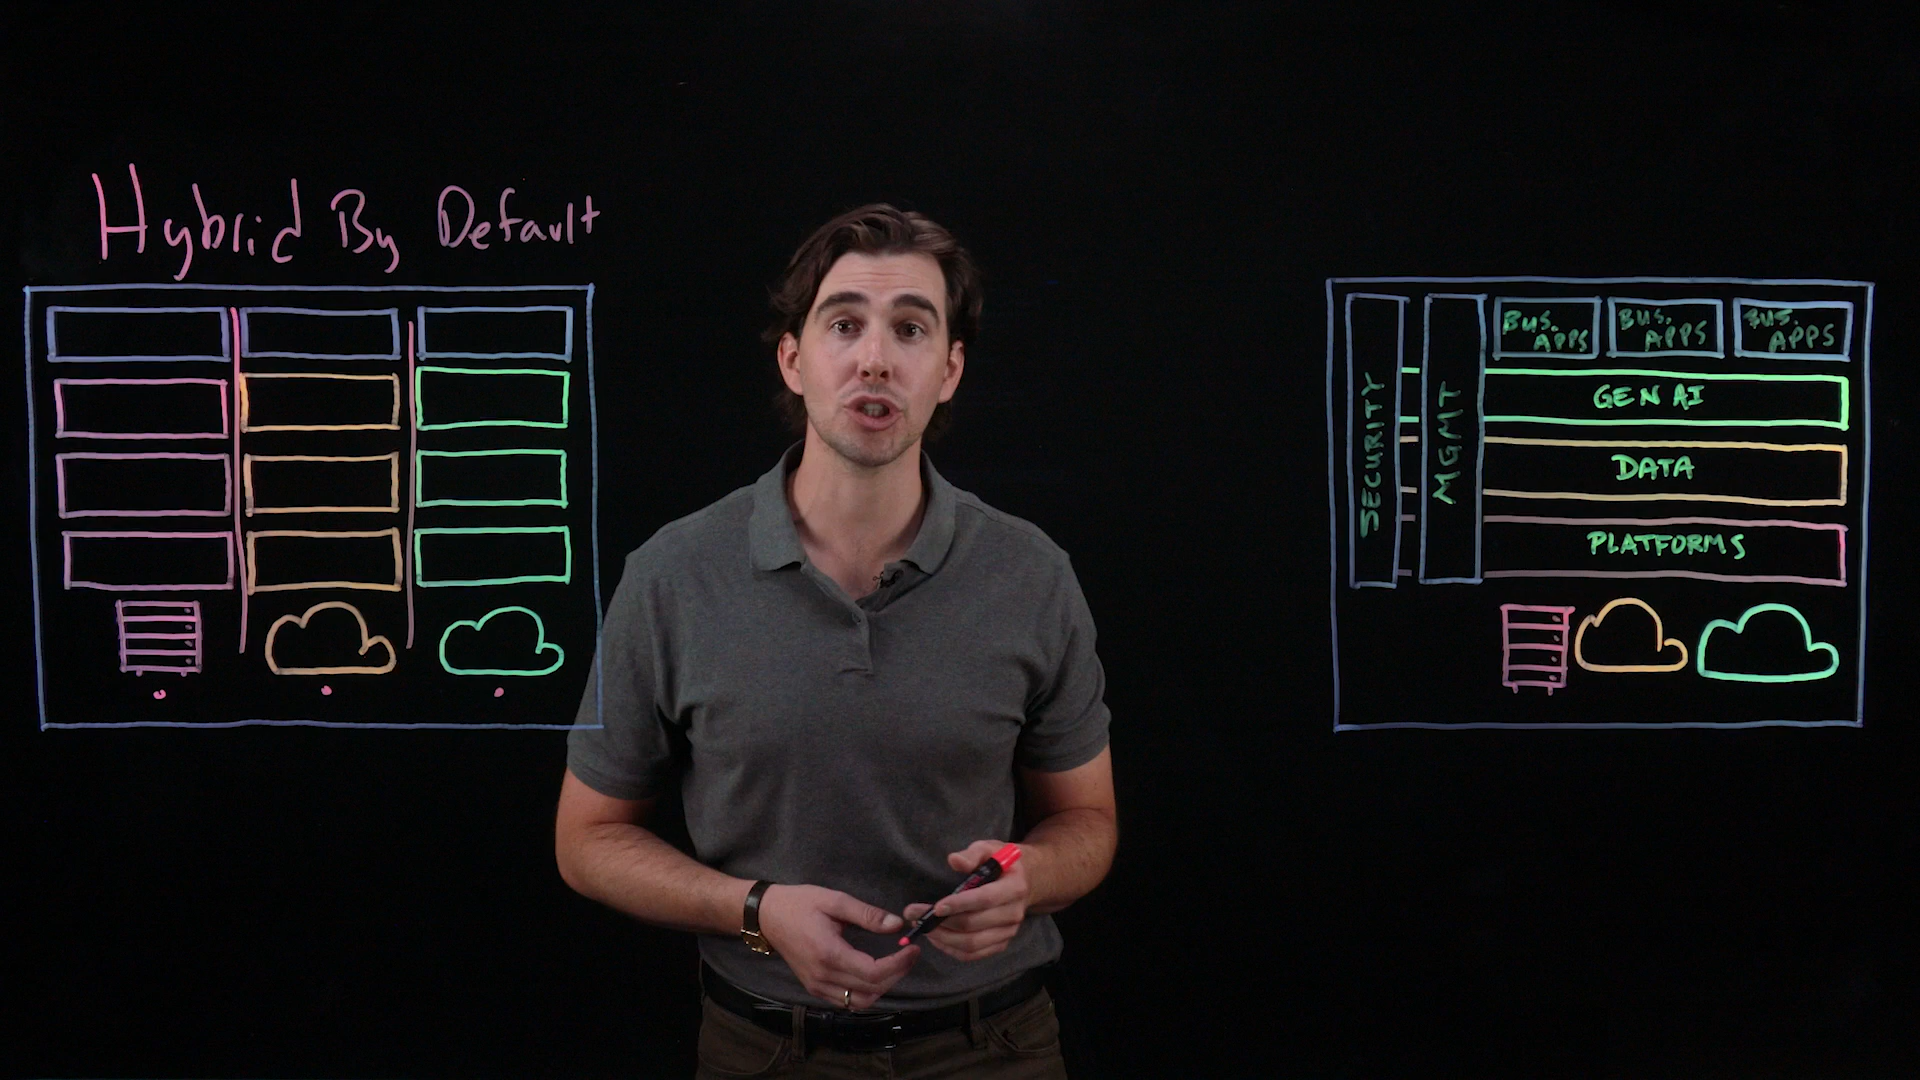 Hybrid By Default
SECURITY
MGMT
BUS. APPS
BUS. APPS
BUS. APPS
GEN AI
DATA
PLATFORMS